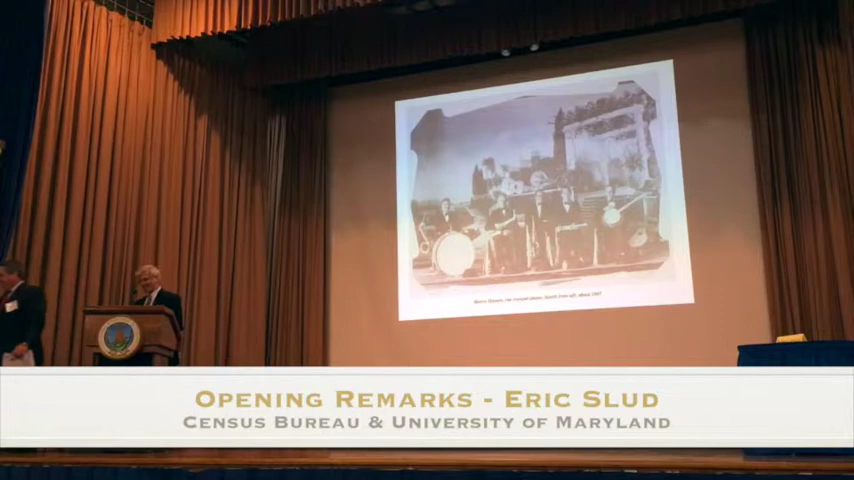 OPENING REMARKS - ERIC SLUD
CENSUS BUREAU & UNIVERSITY OF MARYLAND